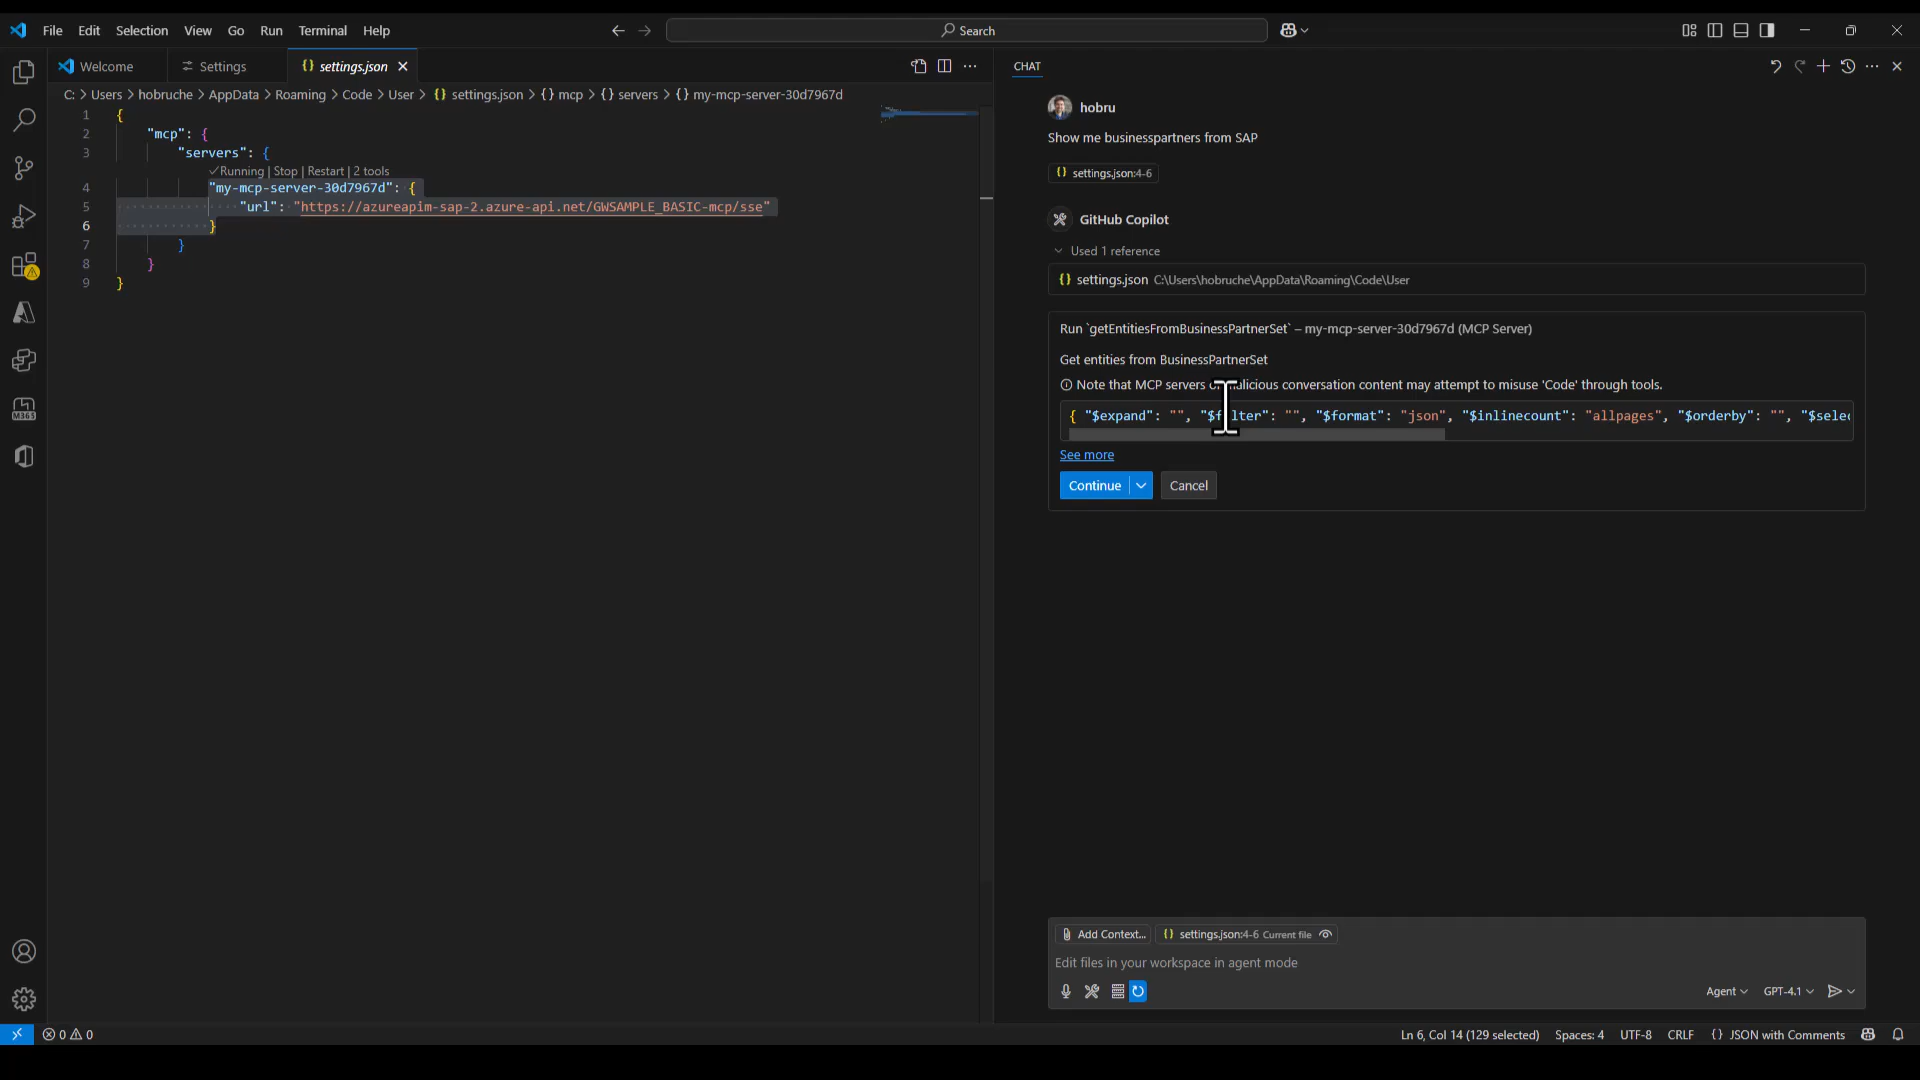 File Edit Selection View Go Run Terminal Help
Search
Welcome
Settings
{} settings.json
C: > Users > hobruche > AppData > Roaming > Code > User > {} settings.json > {} mcp > {} servers > {} my-mcp-server-30d7967d
1 {
2 "mcp": {
3 "servers": {
✓Running | Stop | Restart | 2 tools
4 "my-mcp-server-30d7967d": {
5 "url": "https://azureapim-sap-2.azure-api.net/GWSAMPLE_BASIC-mcp/sse"
6 }
7 }
8 }
9 }
CHAT
hobru
Show me businesspartners from SAP
{} settings.json:4-6
GitHub Copilot
Used 1 reference
{} settings.json C:\Users\hobruche\AppData\Roaming\Code\User
Run `getEntitiesFromBusinessPartnerSet` – my-mcp-server-30d7967d (MCP Server)
Get entities from BusinessPartnerSet
Note that MCP servers or malicious conversation content may attempt to misuse 'Code' through tools.
{ "$expand": "", "$filter": "", "$format": "json", "$inlinecount": "allpages", "$orderby": "", "$selec
See more
Continue
Cancel
Add Context...
{} settings.json:4-6 Current file
Edit files in your workspace in agent mode
Agent
GPT-4.1
0 0
Ln 6, Col 14 (129 selected)
Spaces: 4
UTF-8
CRLF
{} JSON with Comments
M365